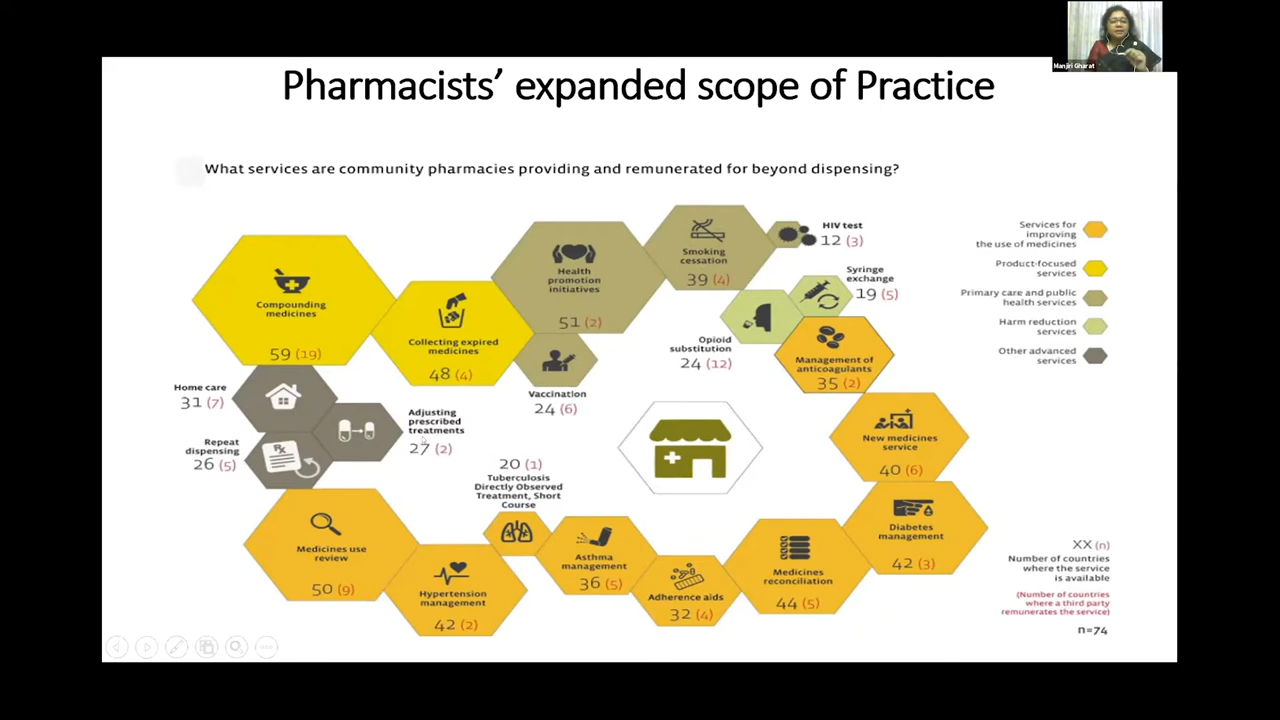 Manjiri Gharat
Pharmacists' expanded scope of Practice
What services are community pharmacies providing and remunerated for beyond dispensing?
Compounding
medicines
59 (19)
Collecting expired
medicines
48 (4)
Health
promotion
initiatives
51 (2)
Smoking
cessation
39 (4)
HIV test
12 (3)
Syringe
exchange
19 (5)
Opioid
substitution
24 (12)
Vaccination
24 (6)
Management of
anticoagulants
35 (2)
New medicines
service
40 (6)
Diabetes
management
42 (3)
Medicines
reconciliation
44 (5)
Adherence aids
32 (4)
Asthma
management
36 (5)
20 (1)
Tuberculosis
Directly Observed
Treatment, Short
Course
Hypertension
management
42 (2)
Medicines use
review
50 (9)
Repeat
dispensing
26 (5)
Rx
Adjusting
prescribed
treatments
27 (2)
Home care
31 (7)
Services for
improving
the use of medicines
Product-focused
services
Primary care and public
health services
Harm reduction
services
Other advanced
services
XX (n)
Number of countries
where the service
is available
(Number of countries
where a third party
remunerates the service)
n=74